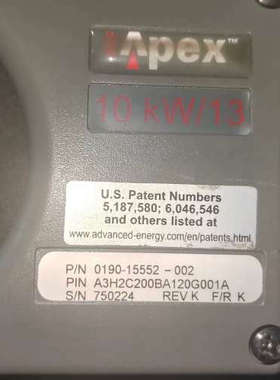 Apex™
10 kW/13
U.S. Patent Numbers
5,187,580; 6,046,546
and others listed at
www.advanced-energy.com/en/patents.html
P/N 0190-15552-002
PIN A3H2C200BA120G001A
S/N 750224 REV K F/R K